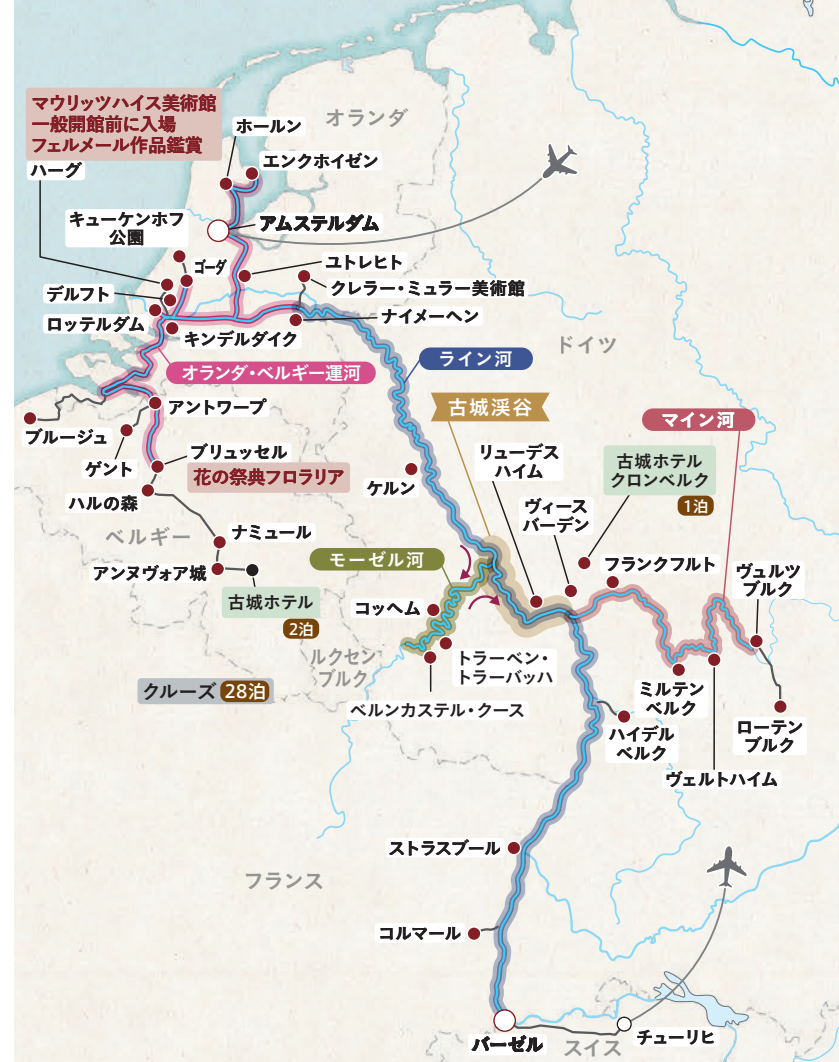 マウリッツハイス美術館
一般開館前に入場
フェルメール作品鑑賞
ハーグ
ホールン
オランダ
エンクホイゼン
キューケンホフ
公園
アムステルダム
ゴーダ
ユトレヒト
クレラー・ミュラー美術館
デルフト
ロッテルダム
ナイメーヘン
キンデルダイク
オランダ・ベルギー運河
ライン河
ドイツ
古城渓谷
マイン河
アントワープ
ブルージュ
ゲント
ブリュッセル
花の祭典フロラリア
ハルの森
ケルン
リューデス
ハイム
古城ホテル
クロンベルク
1泊
ヴィース
バーデン
ベルギー
ナミュール
アンヌヴォア城
モーゼル河
フランクフルト
ヴュルツ
ブルク
古城ホテル
2泊
コッヘム
ルクセン
ブルク
トラーベン・
トラーバッハ
クルーズ 28泊
ベルンカステル・クース
ミルテン
ベルク
ハイデル
ベルク
ローテン
ブルク
ヴェルトハイム
ストラスブール
フランス
コルマール
バーゼル
スイス
チューリヒ